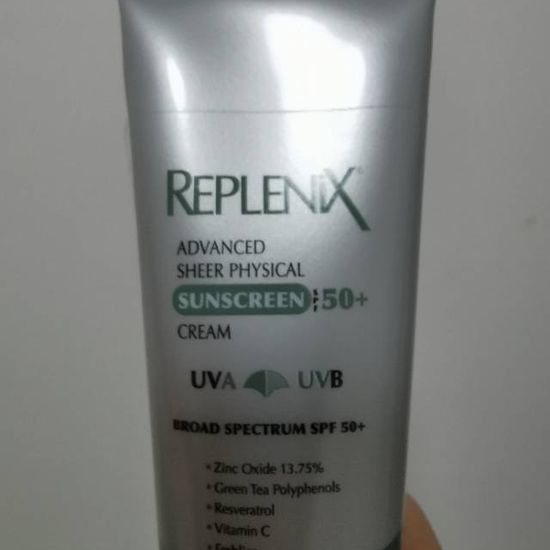 REPLENIX®
ADVANCED
SHEER PHYSICAL
SUNSCREEN SPF 50+
CREAM
UVA UVB
BROAD SPECTRUM SPF 50+
* Zinc Oxide 13.75%
* Green Tea Polyphenols
* Resveratrol
* Vitamin C